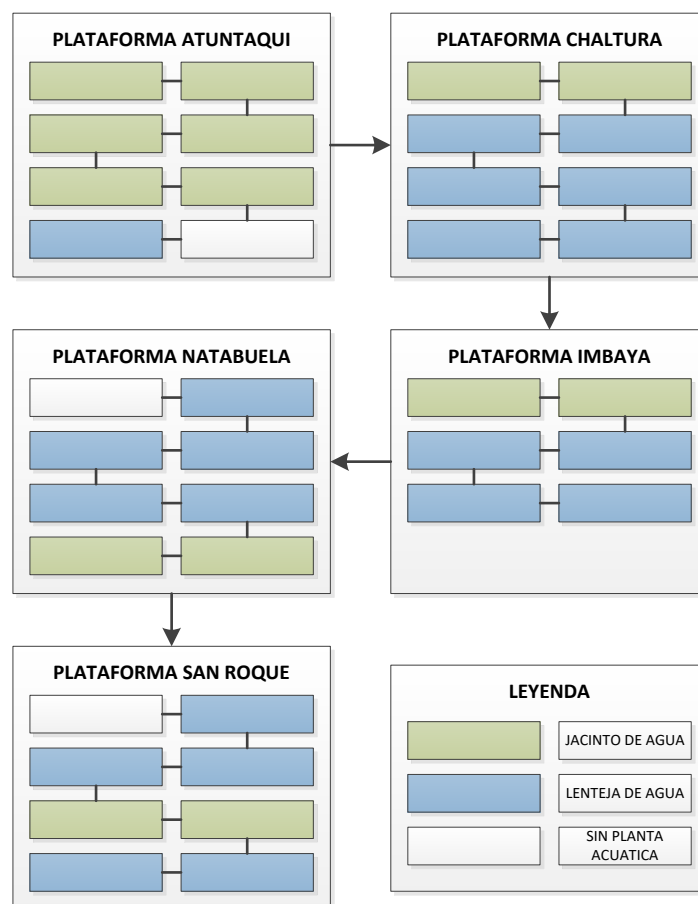 PLATAFORMA ATUNTAQUI
PLATAFORMA CHALTURA
PLATAFORMA NATABUELA
PLATAFORMA IMBAYA
PLATAFORMA SAN ROQUE
LEYENDA
JACINTO DE AGUA
LENTEJA DE AGUA
SIN PLANTA
ACUATICA